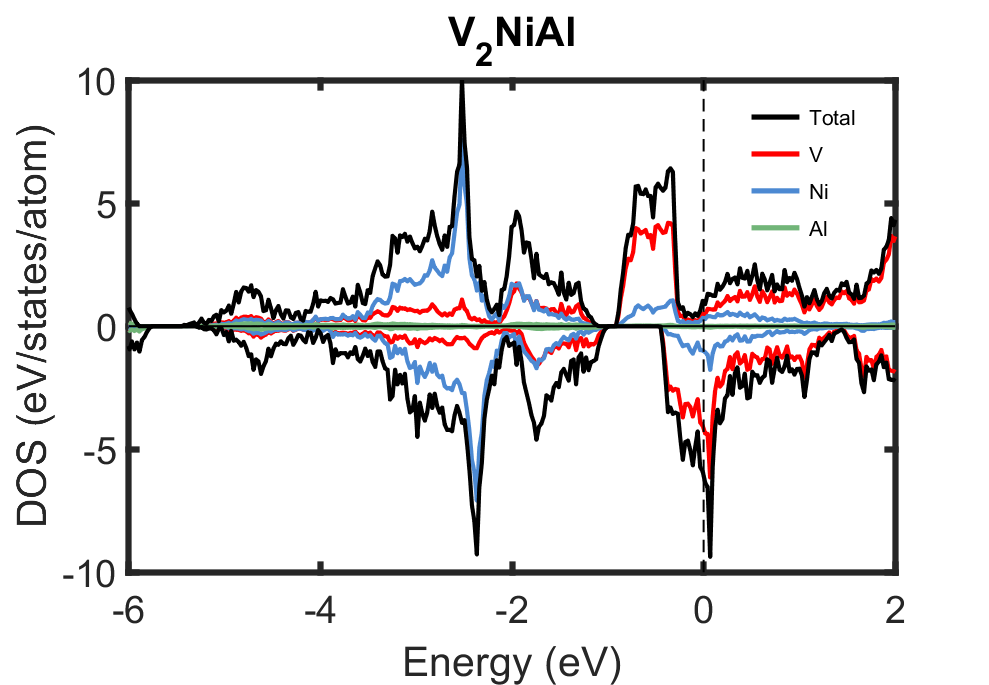 V2NiAl
10
5
0
-5
-10
DOS (eV/states/atom)
Total
V
Ni
Al
-6
-4
-2
0
2
Energy (eV)